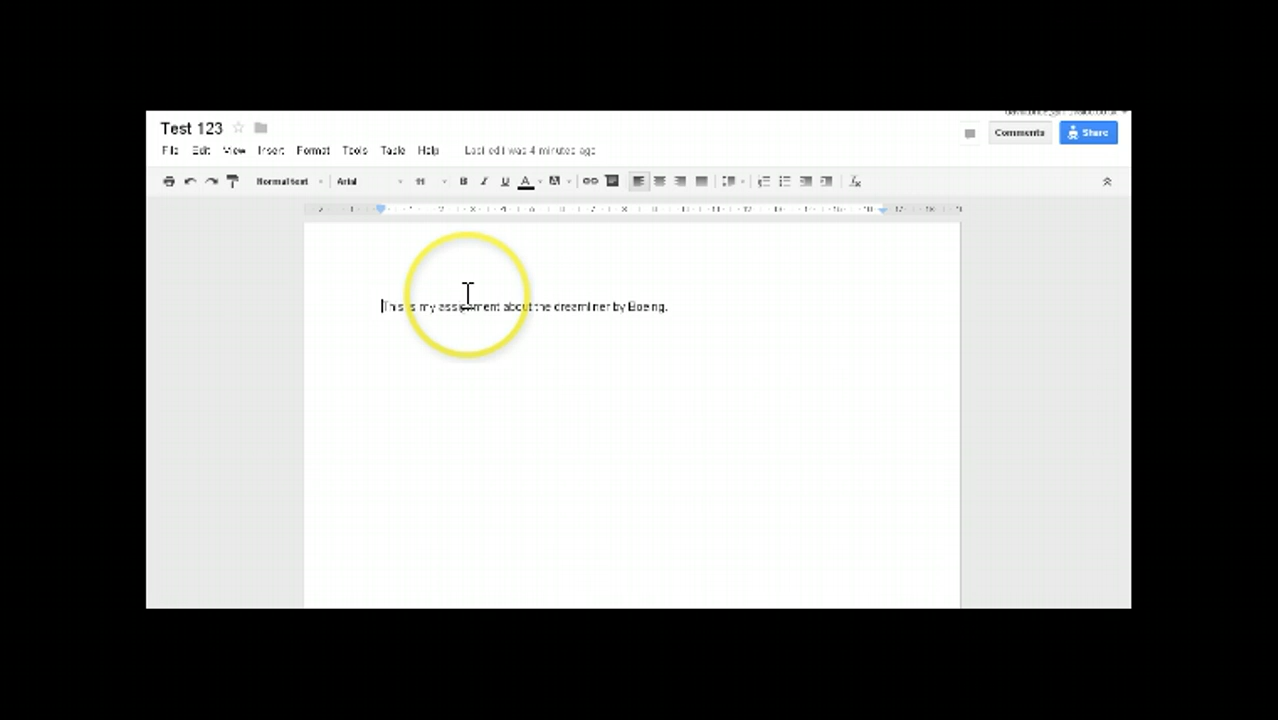 Test 123
Comments
Share
File Edit View Insert Format Tools Table Help Last edit was 4 minutes ago
Normal text Arial 11
This is my assignment about the dreamliner by Boeing.